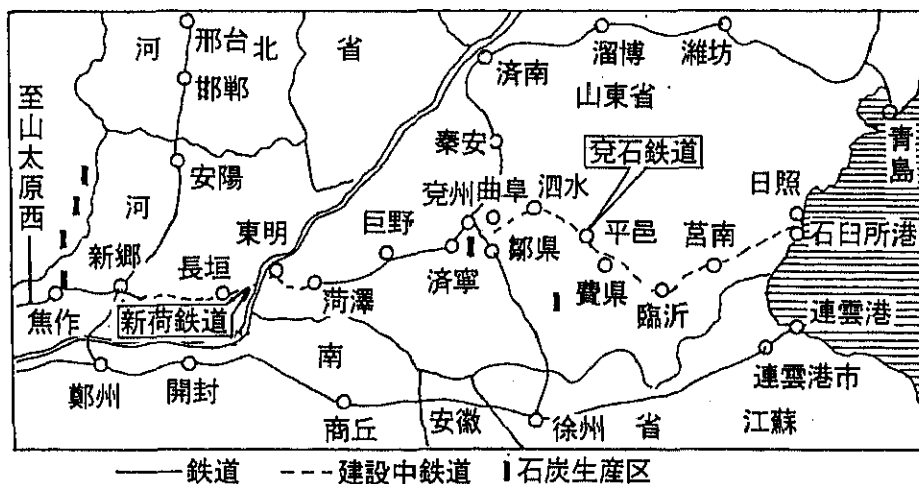 河
邢台
北
省
邯鄲
至山太原西
安陽
河
新郷
長垣
東明
焦作
新荷鉄道
鄭州
開封
南
商丘
安徽
菏澤
巨野
済寧
兗州
曲阜
泗水
鄒県
秦安
済南
淄博
濰坊
山東省
兗石鉄道
平邑
費県
臨沂
莒南
日照
石臼所港
青島
連雲港
連雲港市
徐州
省
江蘇
鉄道
建設中鉄道
石炭生産区